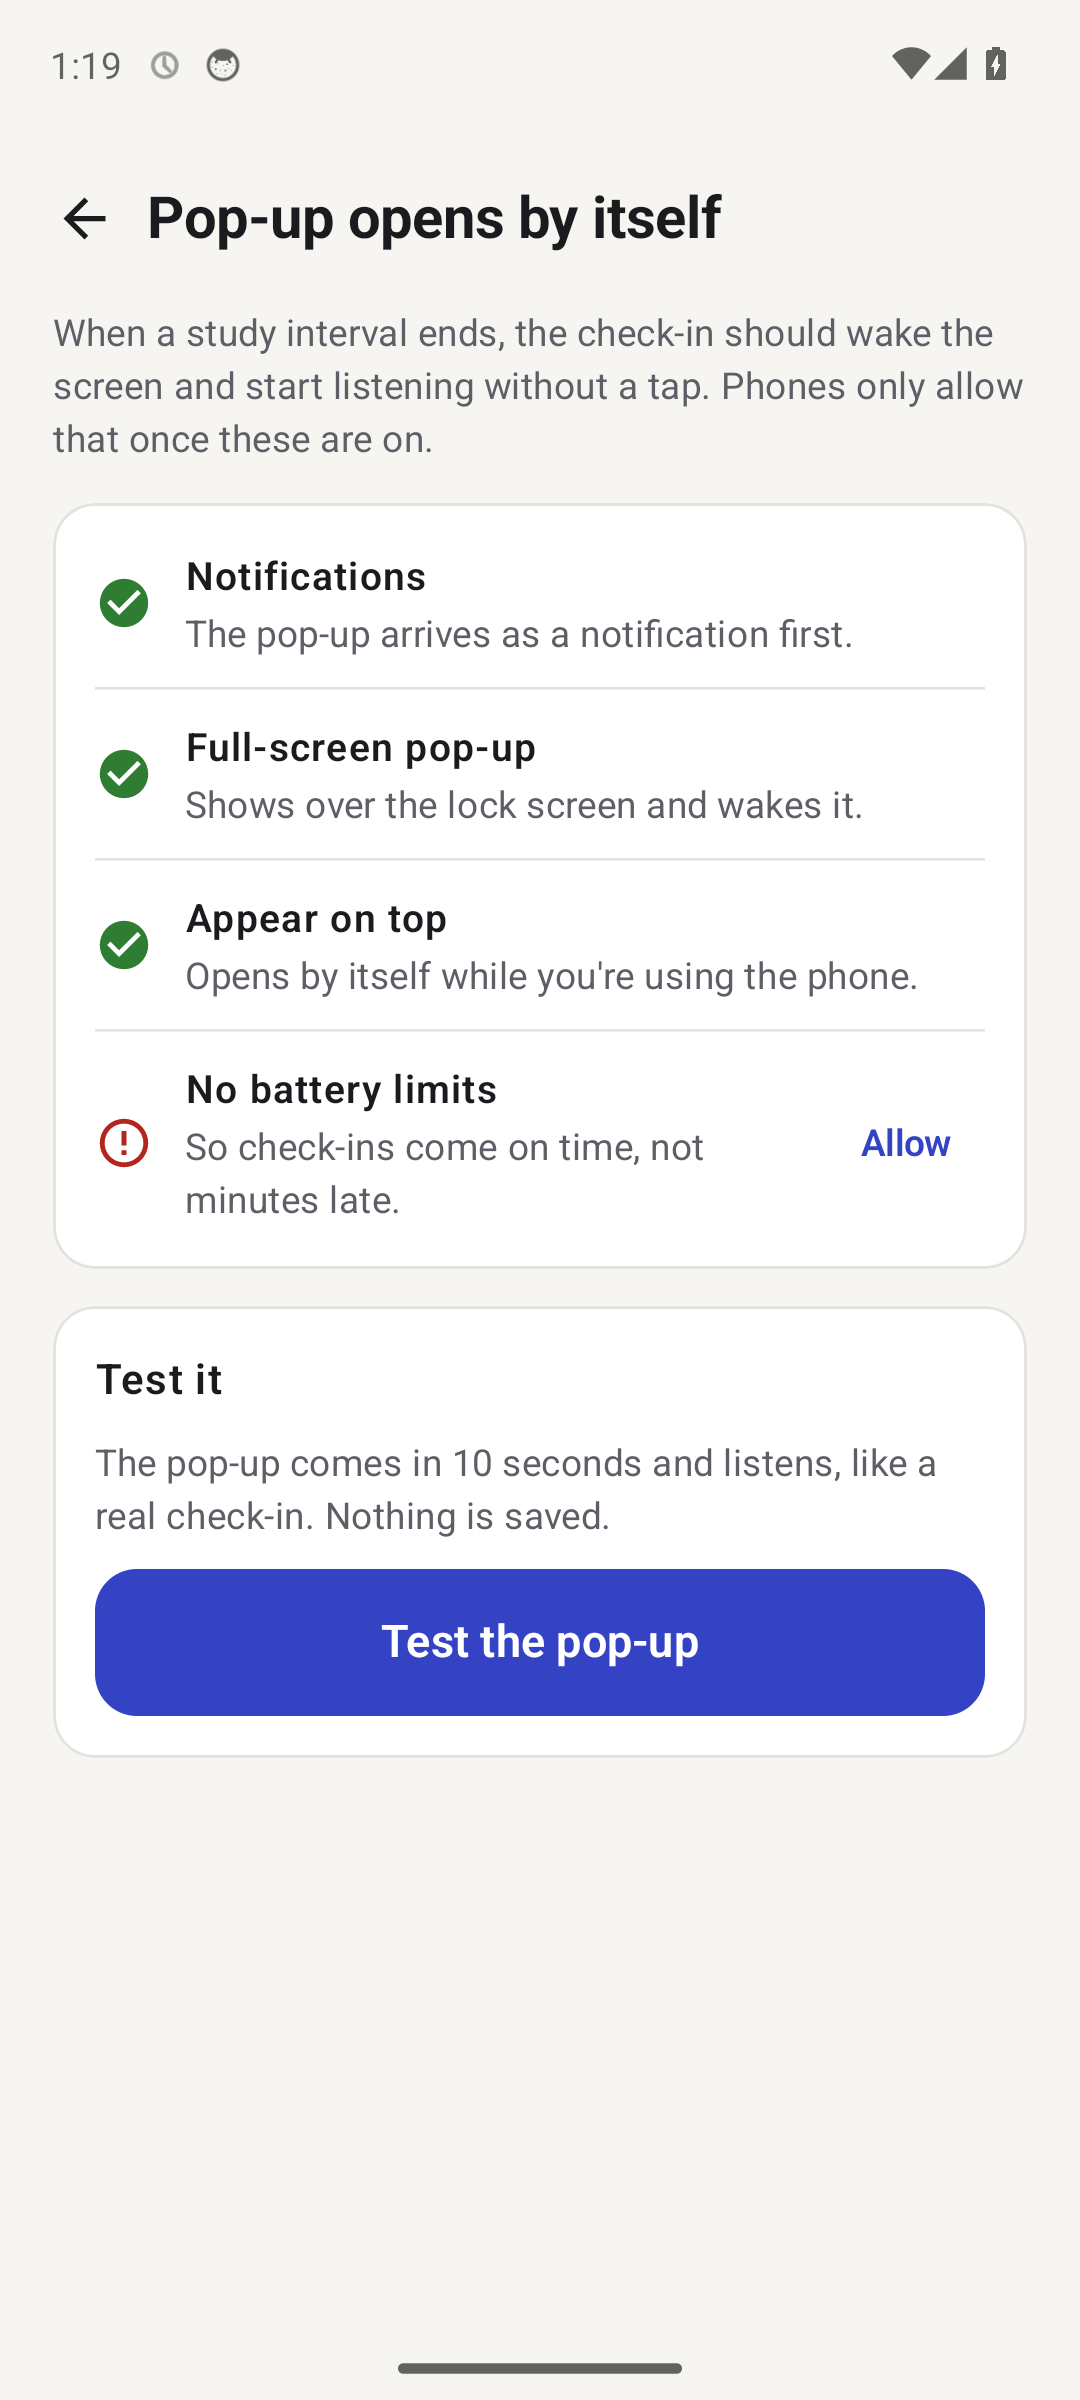 1:19
Pop-up opens by itself
When a study interval ends, the check-in should wake the
screen and start listening without a tap. Phones only allow
that once these are on.
Notifications
The pop-up arrives as a notification first.
Full-screen pop-up
Shows over the lock screen and wakes it.
Appear on top
Opens by itself while you're using the phone.
No battery limits
So check-ins come on time, not
minutes late.
Allow
Test it
The pop-up comes in 10 seconds and listens, like a
real check-in. Nothing is saved.
Test the pop-up